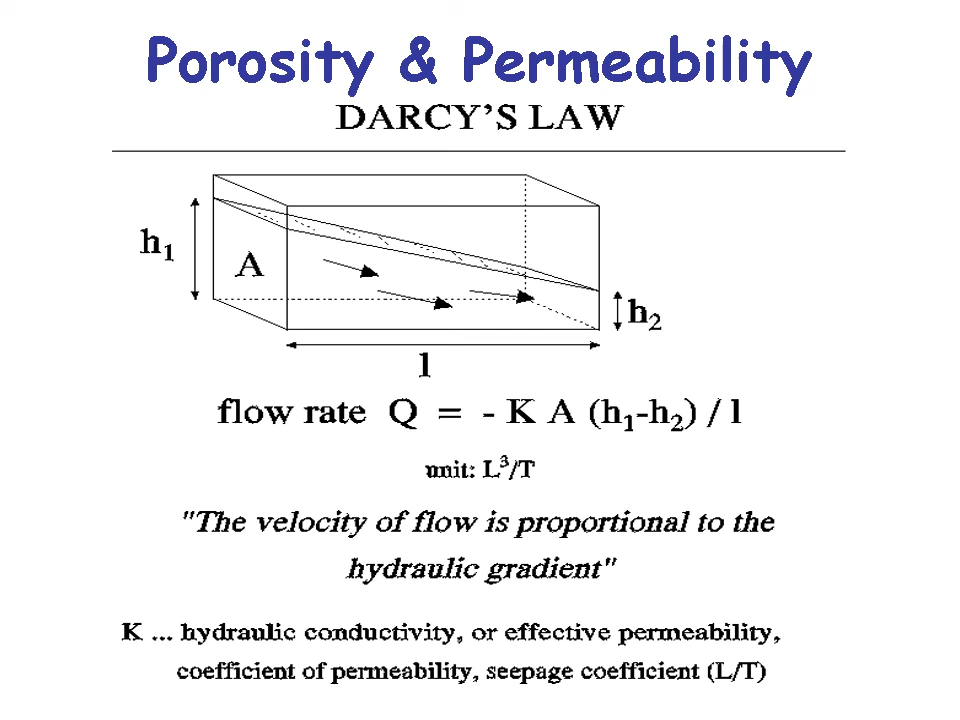 Porosity & Permeability
DARCY'S LAW
h₁
A
h₂
l
flow rate Q = - K A (h₁-h₂) / l
unit: L³/T
"The velocity of flow is proportional to the
hydraulic gradient"
K ... hydraulic conductivity, or effective permeability,
coefficient of permeability, seepage coefficient (L/T)